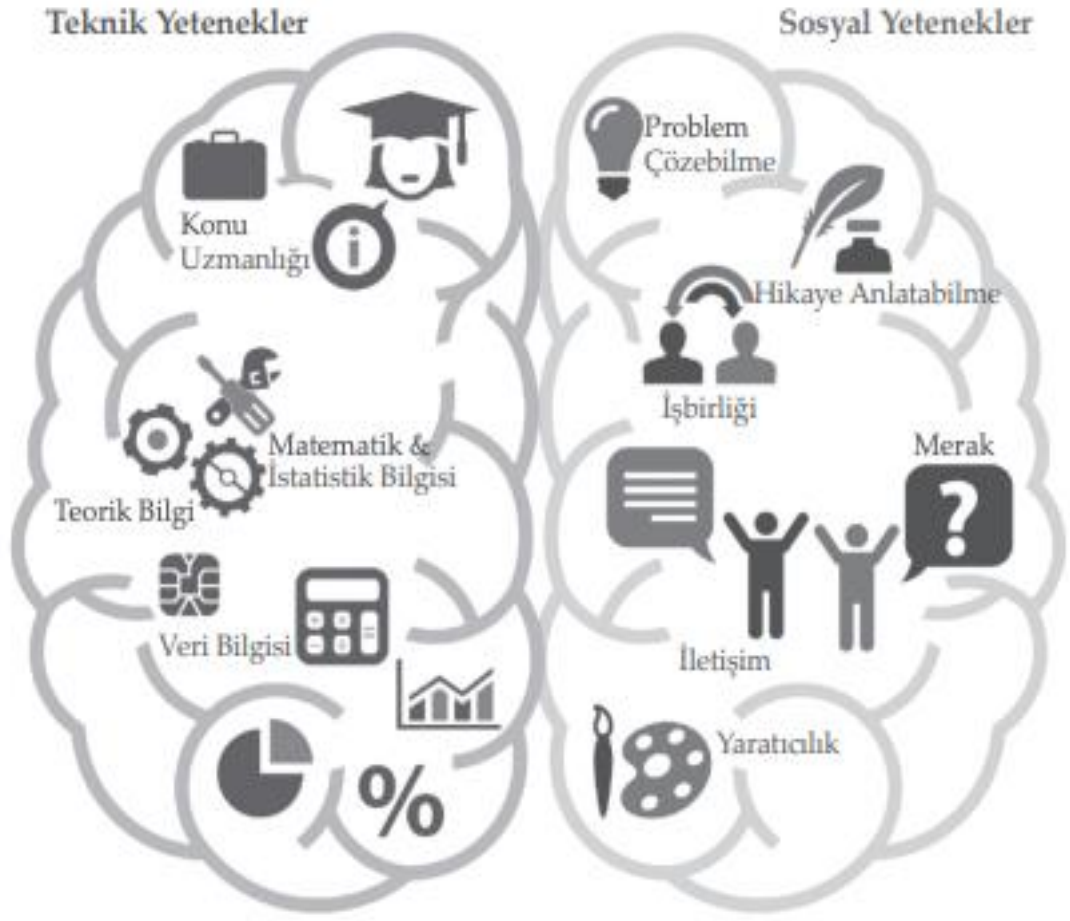 Teknik Yetenekler
Sosyal Yetenekler
Konu
Uzmanlığı
i
Matematik &
İstatistik Bilgisi
Teorik Bilgi
Veri Bilgisi
%
Problem
Çözebilme
Hikaye Anlatabilme
İşbirliği
Merak
?
İletişim
Yaratıcılık